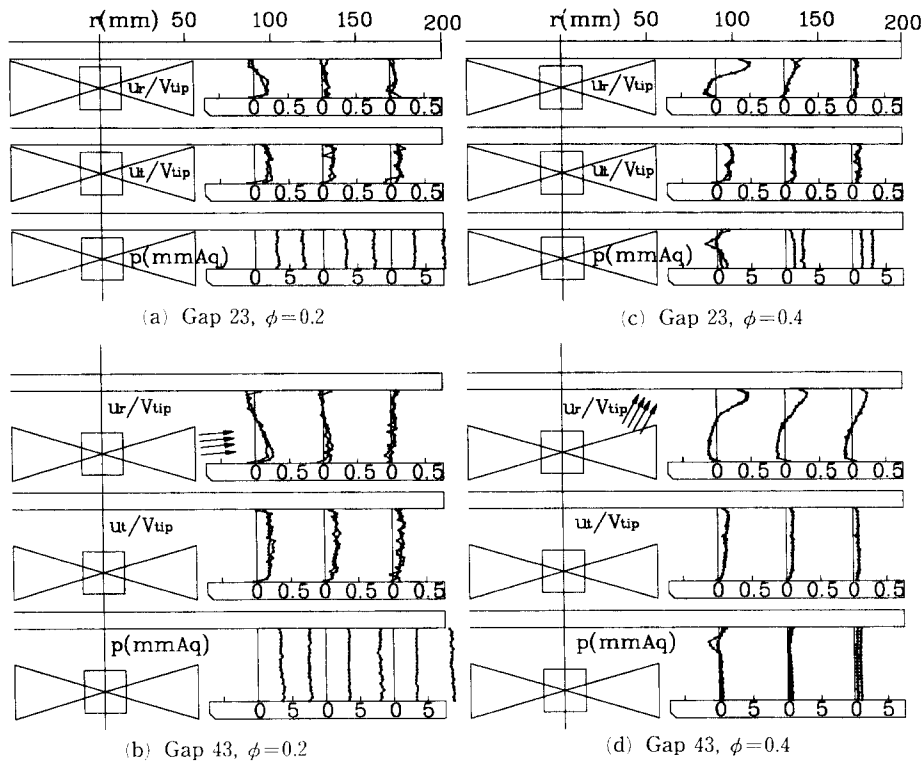 r(mm) 50 100 150 200
ur/Vtip
0 0.5 0 0.5 0 0.5
ut/Vtip
0 0.5 0 0.5 0 0.5
p(mmAq)
0 5 0 5 0 5
(a) Gap 23, ϕ=0.2
r(mm) 50 100 150 200
ur/Vtip
0 0.5 0 0.5 0 0.5
ut/Vtip
0 0.5 0 0.5 0 0.5
p(mmAq)
0 5 0 5 0 5
(c) Gap 23, ϕ=0.4
ur/Vtip
0 0.5 0 0.5 0 0.5
ut/Vtip
0 0.5 0 0.5 0 0.5
p(mmAq)
0 5 0 5 0 5
(b) Gap 43, ϕ=0.2
ur/Vtip
0 0.5 0 0.5 0 0.5
ut/Vtip
0 0.5 0 0.5 0 0.5
p(mmAq)
0 5 0 5 0 5
(d) Gap 43, ϕ=0.4